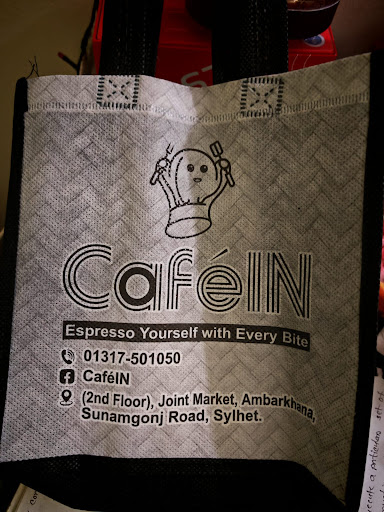 CaféIN
Espresso Yourself with Every Bite
01317-501050
CaféIN
(2nd Floor), Joint Market, Ambarkhana,
Sunamgonj Road, Sylhet.